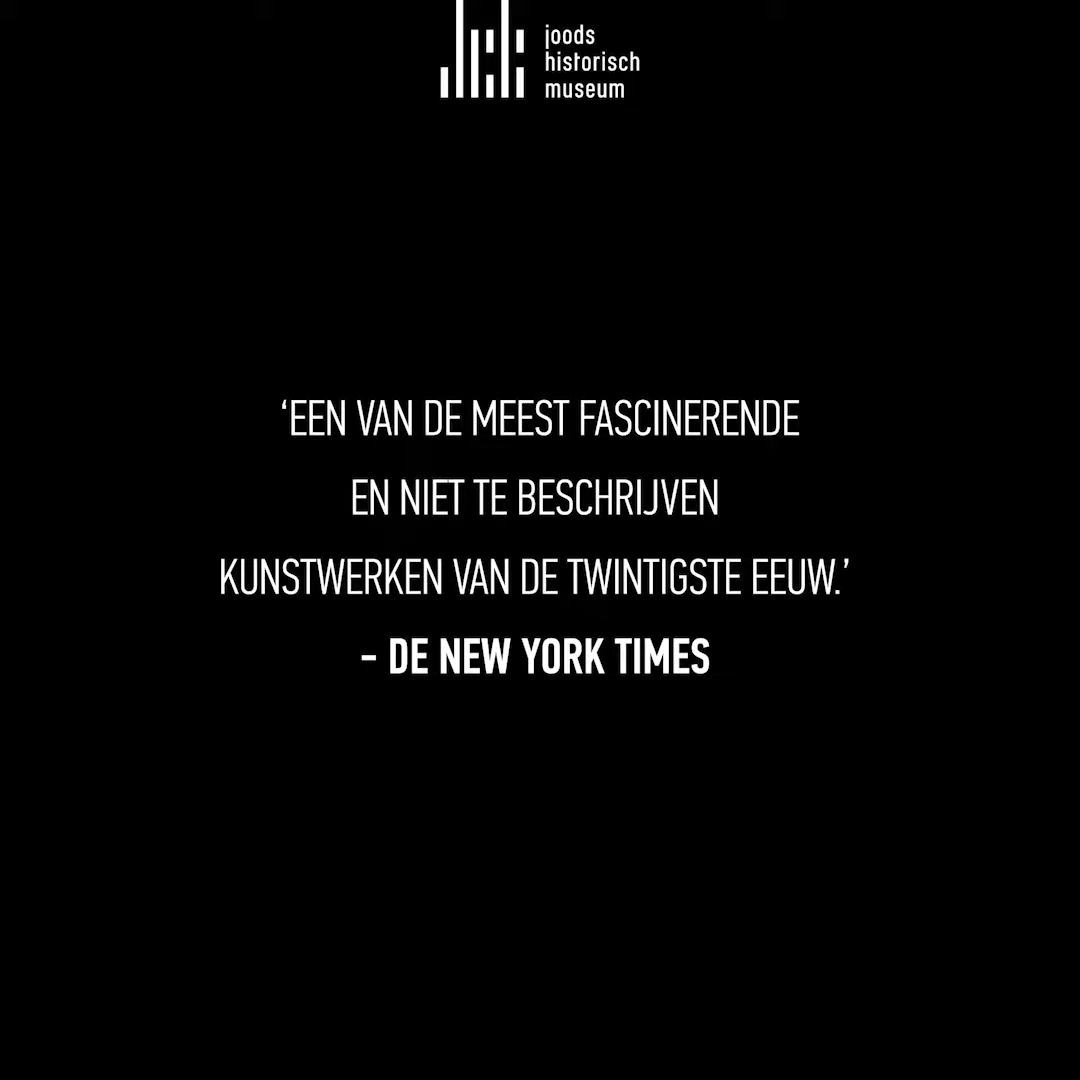 joods
historisch
museum
‘EEN VAN DE MEEST FASCINERENDE
EN NIET TE BESCHRIJVEN
KUNSTWERKEN VAN DE TWINTIGSTE EEUW.’
- DE NEW YORK TIMES